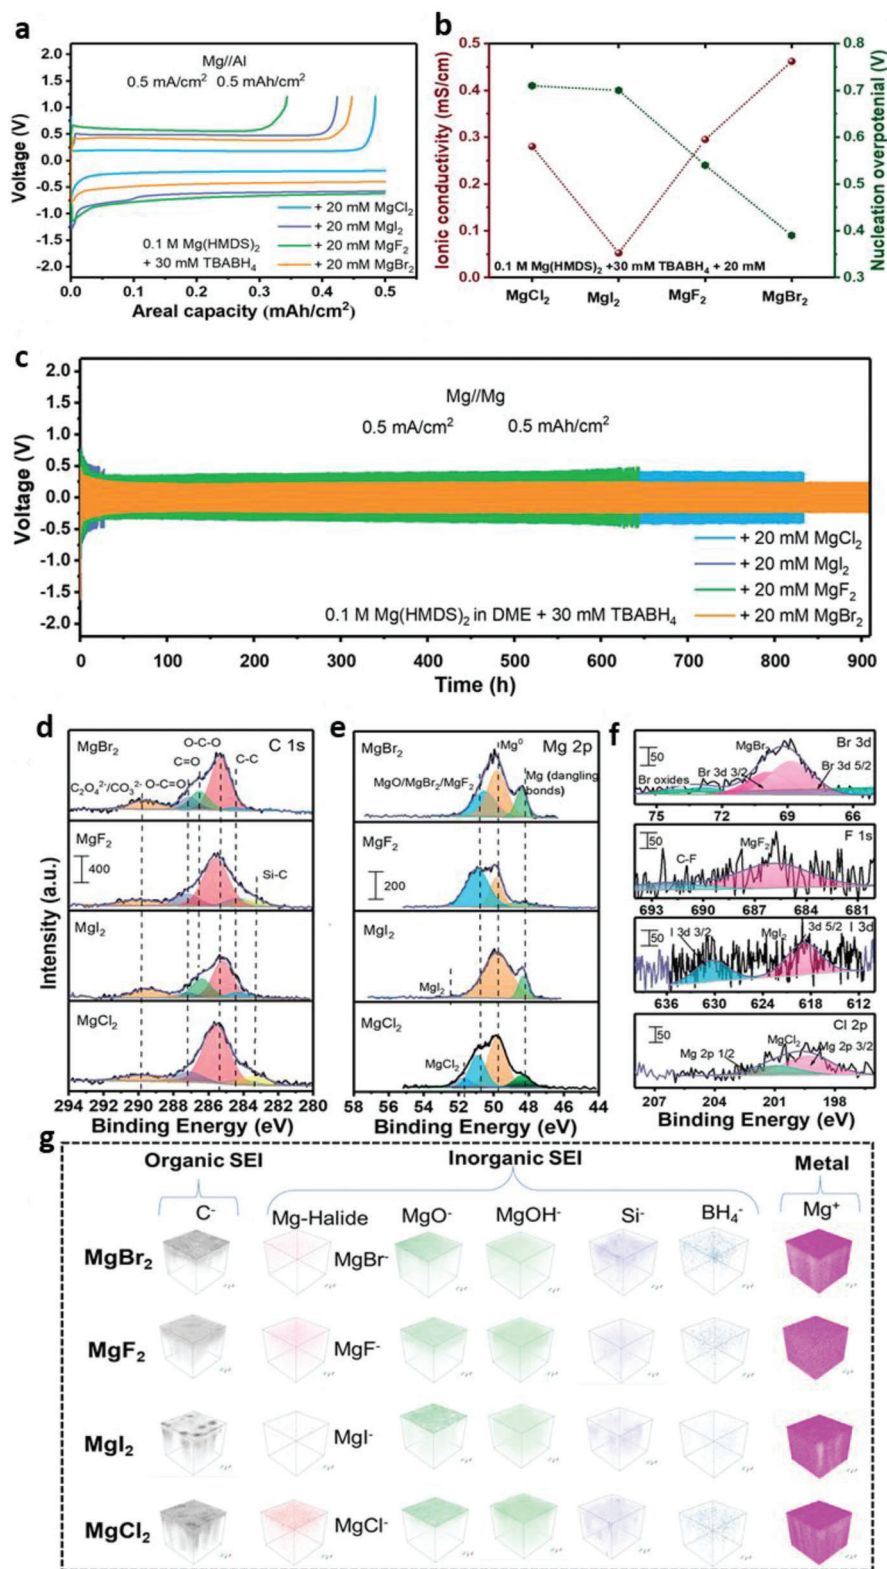 a
Mg//Al
0.5 mA/cm² 0.5 mAh/cm²
Voltage (V)
2.0
1.5
1.0
0.5
0.0
-0.5
-1.0
-1.5
-2.0
+ 20 mM MgCl₂
+ 20 mM MgI₂
+ 20 mM MgF₂
+ 20 mM MgBr₂
0.1 M Mg(HMDS)₂
+ 30 mM TBABH₄
0.0 0.1 0.2 0.3 0.4 0.5
Areal capacity (mAh/cm²)
b
Ionic conductivity (mS/cm)
0.5
0.4
0.3
0.2
0.1
0.0
Nucleation overpotenial (V)
0.8
0.7
0.6
0.5
0.4
0.3
0.1 M Mg(HMDS)₂ +30 mM TBABH₄ + 20 mM
MgCl₂ MgI₂ MgF₂ MgBr₂
c
Mg//Mg
0.5 mA/cm² 0.5 mAh/cm²
Voltage (V)
2.0
1.5
1.0
0.5
0.0
-0.5
-1.0
-1.5
-2.0
+ 20 mM MgCl₂
+ 20 mM MgI₂
+ 20 mM MgF₂
+ 20 mM MgBr₂
0.1 M Mg(HMDS)₂ in DME + 30 mM TBABH₄
0 100 200 300 400 500 600 700 800 900
Time (h)
d
C 1s
MgBr₂
O-C-O
C=O
C-C
C₂O₄²⁻/CO₃²⁻ O-C=O
MgF₂
400
Si-C
MgI₂
MgCl₂
Intensity (a.u.)
294 292 290 288 286 284 282 280
Binding Energy (eV)
e
Mg 2p
MgBr₂
Mg⁰
MgO/MgBr₂/MgF₂
Mg (dangling
bonds)
MgF₂
200
MgI₂
MgI₂
MgCl₂
MgCl₂
58 56 54 52 50 48 46 44
Binding Energy (eV)
f
50
Br 3d
MgBr₂
Br oxides
Br 3d 3/2
Br 3d 5/2
75 72 69 66
50
F 1s
C-F
MgF₂
693 690 687 684 681
50
I 3d 3/2
MgI₂
3d 5/2
I 3d
636 630 624 618 612
50
Cl 2p
Mg 2p 1/2
MgCl₂
Mg 2p 3/2
207 204 201 198
Binding Energy (eV)
g
Organic SEI Inorganic SEI Metal
C⁻ Mg-Halide MgO⁻ MgOH⁻ Si⁻ BH₄⁻ Mg⁺
MgBr₂ MgBr⁻
MgF₂ MgF⁻
MgI₂ MgI⁻
MgCl₂ MgCl⁻